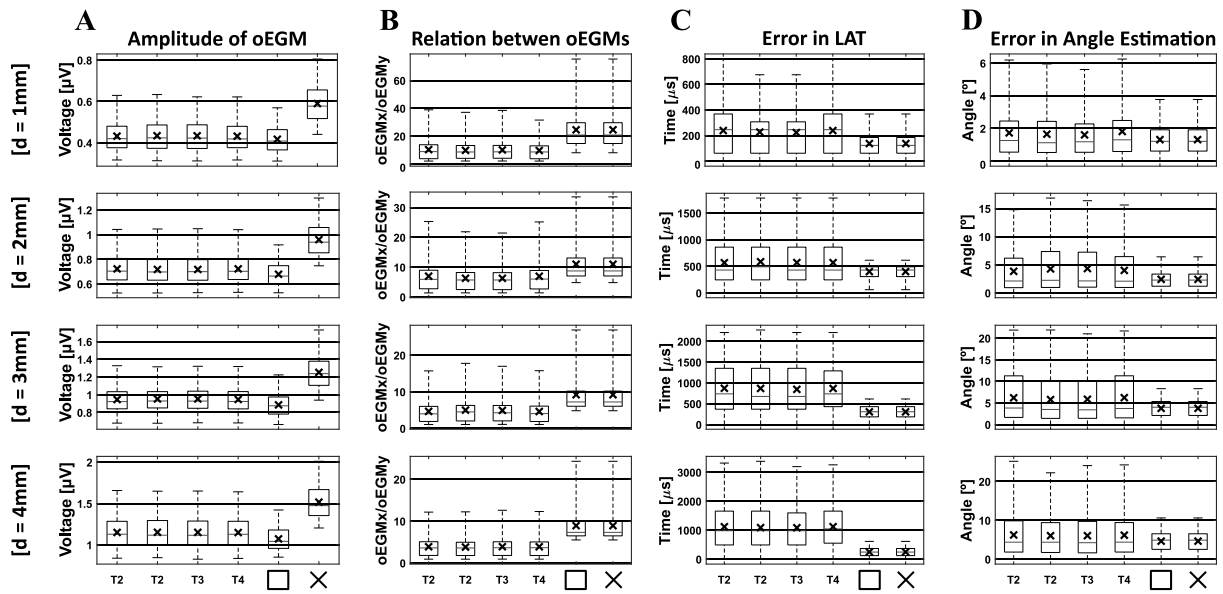 A B C D
Amplitude of oEGM Relation betwen oEGMs Error in LAT Error in Angle Estimation
[d = 1mm]
Voltage [µV]
0.8
0.6
0.4
oEGMx/oEGMy
60
40
20
0
Time [µs]
800
600
400
200
0
Angle [º]
6
4
2
0
[d = 2mm]
Voltage [µV]
1.2
1
0.8
0.6
oEGMx/oEGMy
30
20
10
0
Time [µs]
1500
1000
500
0
Angle [º]
15
10
5
0
[d = 3mm]
Voltage [µV]
1.6
1.4
1.2
1
0.8
oEGMx/oEGMy
20
10
0
Time [µs]
2000
1500
1000
500
0
Angle [º]
20
15
10
5
0
[d = 4mm]
Voltage [µV]
2
1.5
1
oEGMx/oEGMy
20
10
0
Time [µs]
3000
2000
1000
0
Angle [º]
20
10
0
T2 T2 T3 T4
T2 T2 T3 T4
T2 T2 T3 T4
T2 T2 T3 T4